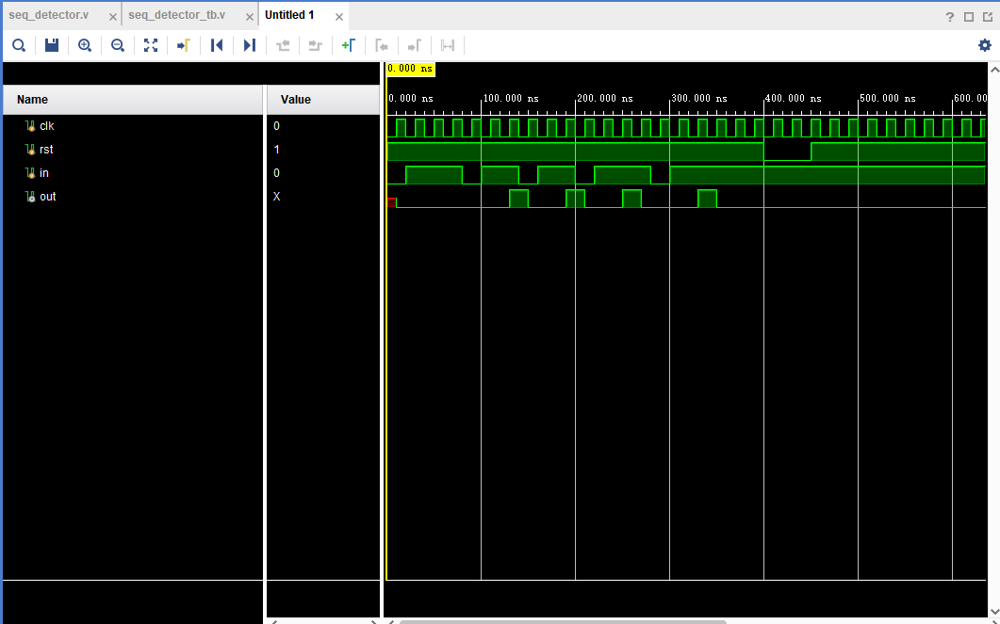 seq_detector.v × seq_detector_tb.v × Untitled 1 × ?
0.000 ns
Name Value
0.000 ns 100.000 ns 200.000 ns 300.000 ns 400.000 ns 500.000 ns 600.00
clk 0
rst 1
in 0
out X